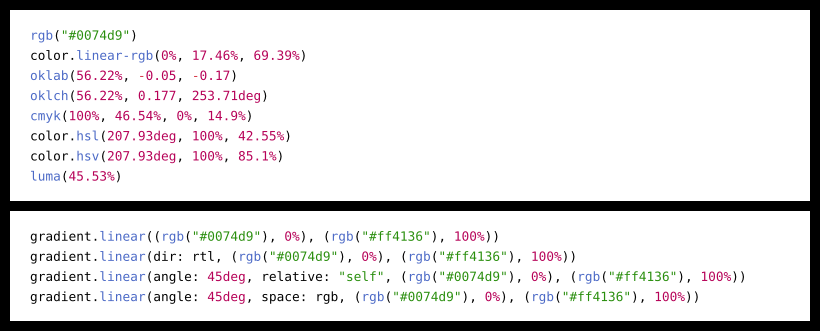 rgb("#0074d9")
color.linear-rgb(0%, 17.46%, 69.39%)
oklab(56.22%, -0.05, -0.17)
oklch(56.22%, 0.177, 253.71deg)
cmyk(100%, 46.54%, 0%, 14.9%)
color.hsl(207.93deg, 100%, 42.55%)
color.hsv(207.93deg, 100%, 85.1%)
luma(45.53%)
gradient.linear((rgb("#0074d9"), 0%), (rgb("#ff4136"), 100%))
gradient.linear(dir: rtl, (rgb("#0074d9"), 0%), (rgb("#ff4136"), 100%))
gradient.linear(angle: 45deg, relative: "self", (rgb("#0074d9"), 0%), (rgb("#ff4136"), 100%))
gradient.linear(angle: 45deg, space: rgb, (rgb("#0074d9"), 0%), (rgb("#ff4136"), 100%))